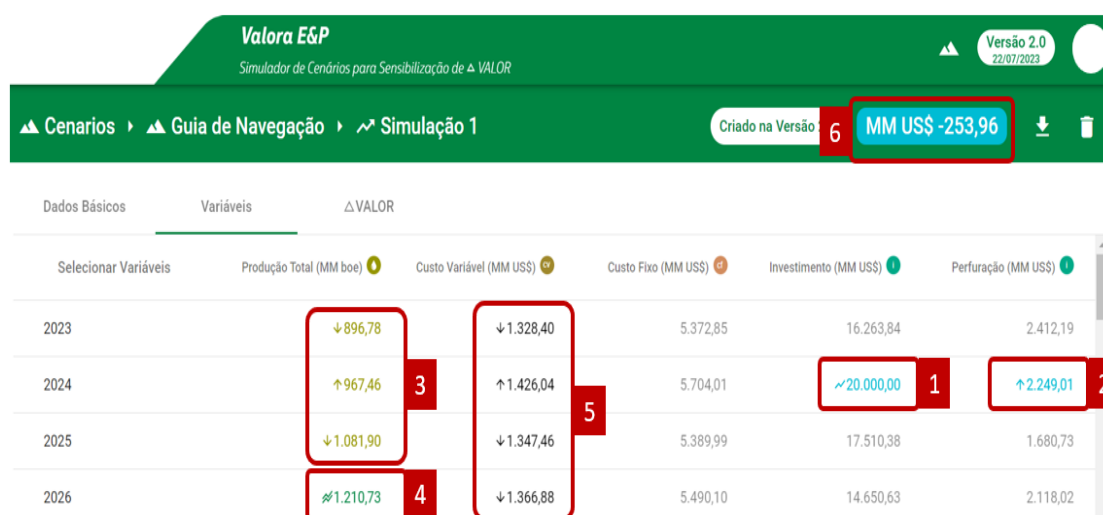 Valora E&P
Simulador de Cenários para Sensibilização de △ VALOR
Versão 2.0
22/07/2023
Cenarios Guia de Navegação Simulação 1
Criado na Versão
6
MM US$ -253,96
Dados Básicos Variáveis △VALOR
Selecionar Variáveis Produção Total (MM boe) Custo Variável (MM US$) CV Custo Fixo (MM US$) cf Investimento (MM US$) i Perfuração (MM US$) i
2023 ↓896,78 ↓1.328,40 5.372,85 16.263,84 2.412,19
2024 ↑967,46 3 ↑1.426,04 5.704,01 20.000,00 1 ↑2.249,01 2
5
2025 ↓1.081,90 ↓1.347,46 5.389,99 17.510,38 1.680,73
2026 1.210,73 4 ↓1.366,88 5.490,10 14.650,63 2.118,02